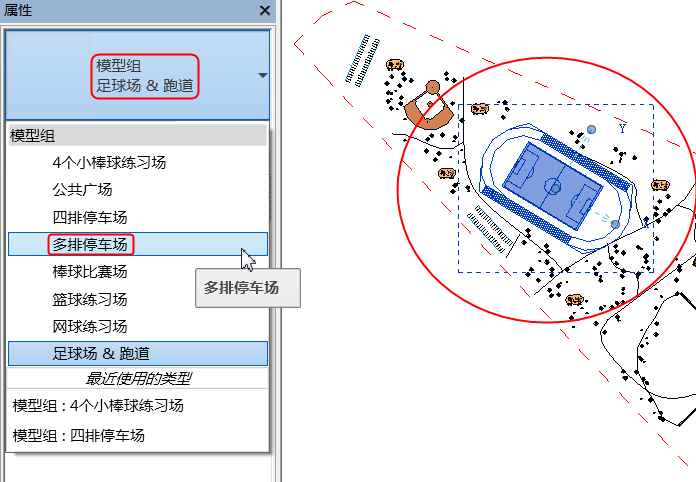 属性
模型组
足球场 & 跑道
模型组
4个小棒球练习场
公共广场
四排停车场
多排停车场
棒球比赛场
篮球练习场
网球练习场
足球场 & 跑道
最近使用的类型
模型组 : 4个小棒球练习场
模型组 : 四排停车场
多排停车场
Y